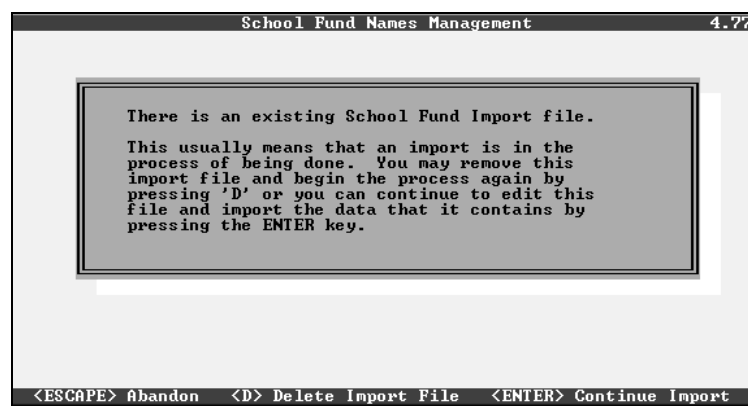 School Fund Names Management 4.77
There is an existing School Fund Import file.
This usually means that an import is in the
process of being done. You may remove this
import file and begin the process again by
pressing 'D' or you can continue to edit this
file and import the data that it contains by
pressing the ENTER key.
<ESCAPE> Abandon <D> Delete Import File <ENTER> Continue Import